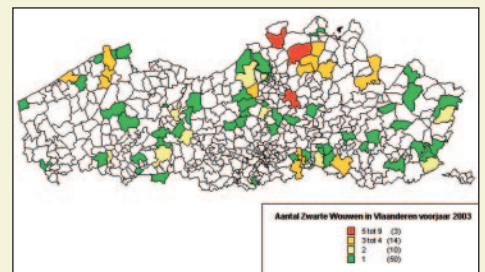 Aantal Zwarte Wouwen in Vlaanderen voorjaar 2003
5 tot 9 (3)
3 tot 4 (14)
2 (10)
1 (50)